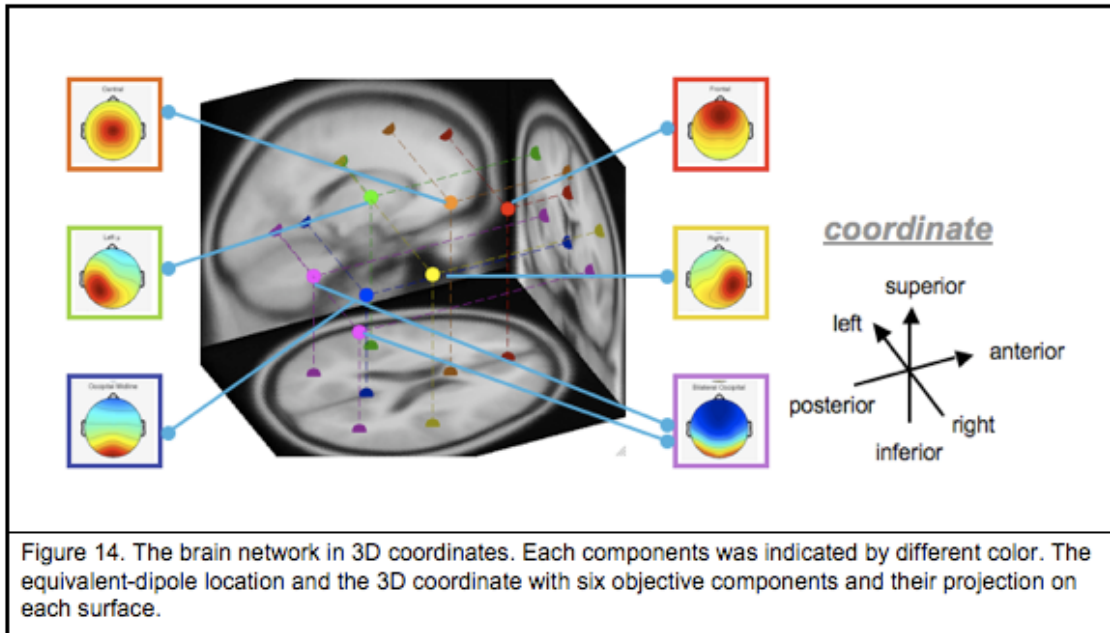 Central
Frontal
Left μ
Right μ
Occipital Midline
Bilateral Occipital
coordinate
superior
left
anterior
posterior
right
inferior
Figure 14. The brain network in 3D coordinates. Each components was indicated by different color. The
equivalent-dipole location and the 3D coordinate with six objective components and their projection on
each surface.